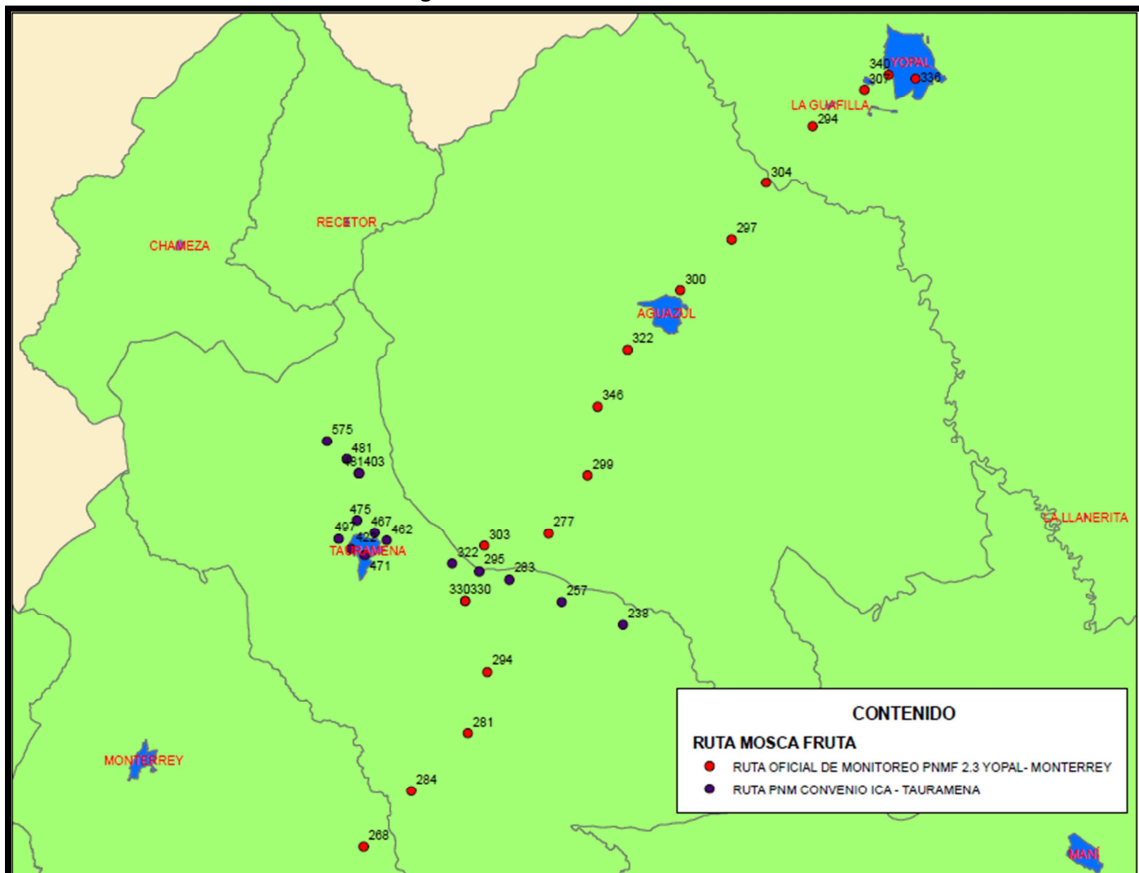 YOPAL
340
336
307
LA GUAFILLA
294
304
RECETOR
297
CHAMEZA
300
AGUAZUL
322
346
575
481
481403
299
475
467
497
462
277
LA LLANERITA
303
TAURAMENA
471
322
295
283
330330
257
238
294
281
MONTERREY
284
268
MANÍ
CONTENIDO
RUTA MOSCA FRUTA
RUTA OFICIAL DE MONITOREO PNMF 2.3 YOPAL- MONTERREY
RUTA PNM CONVENIO ICA - TAURAMENA